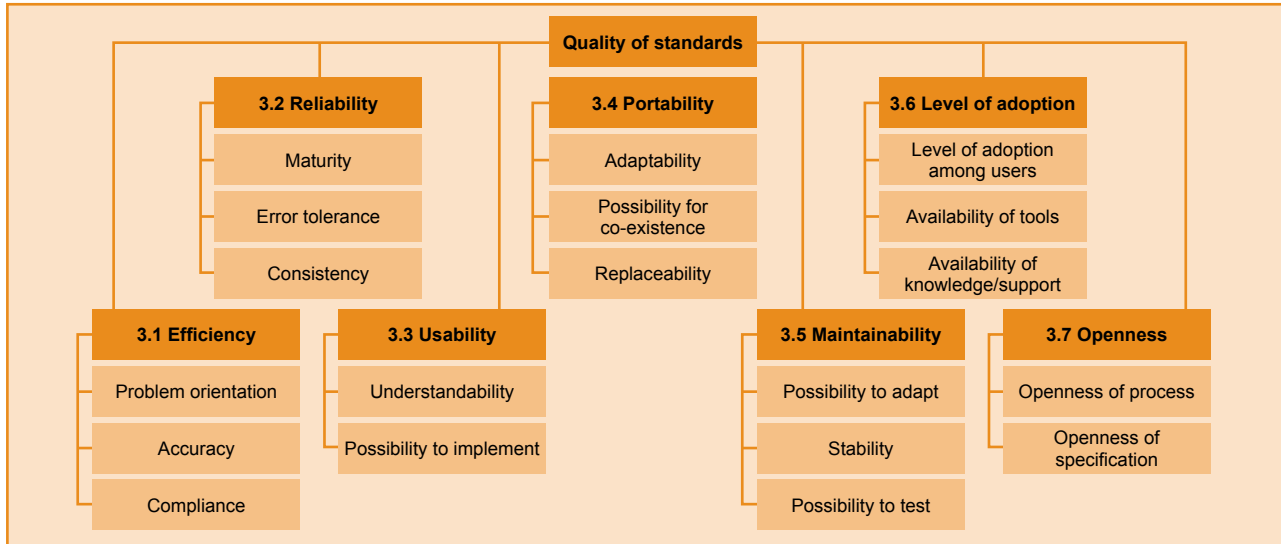 Quality of standards
3.2 Reliability
Maturity
Error tolerance
Consistency
3.4 Portability
Adaptability
Possibility for
co-existence
Replaceability
3.6 Level of adoption
Level of adoption
among users
Availability of tools
Availability of
knowledge/support
3.1 Efficiency
Problem orientation
Accuracy
Compliance
3.3 Usability
Understandability
Possibility to implement
3.5 Maintainability
Possibility to adapt
Stability
Possibility to test
3.7 Openness
Openness of process
Openness of
specification